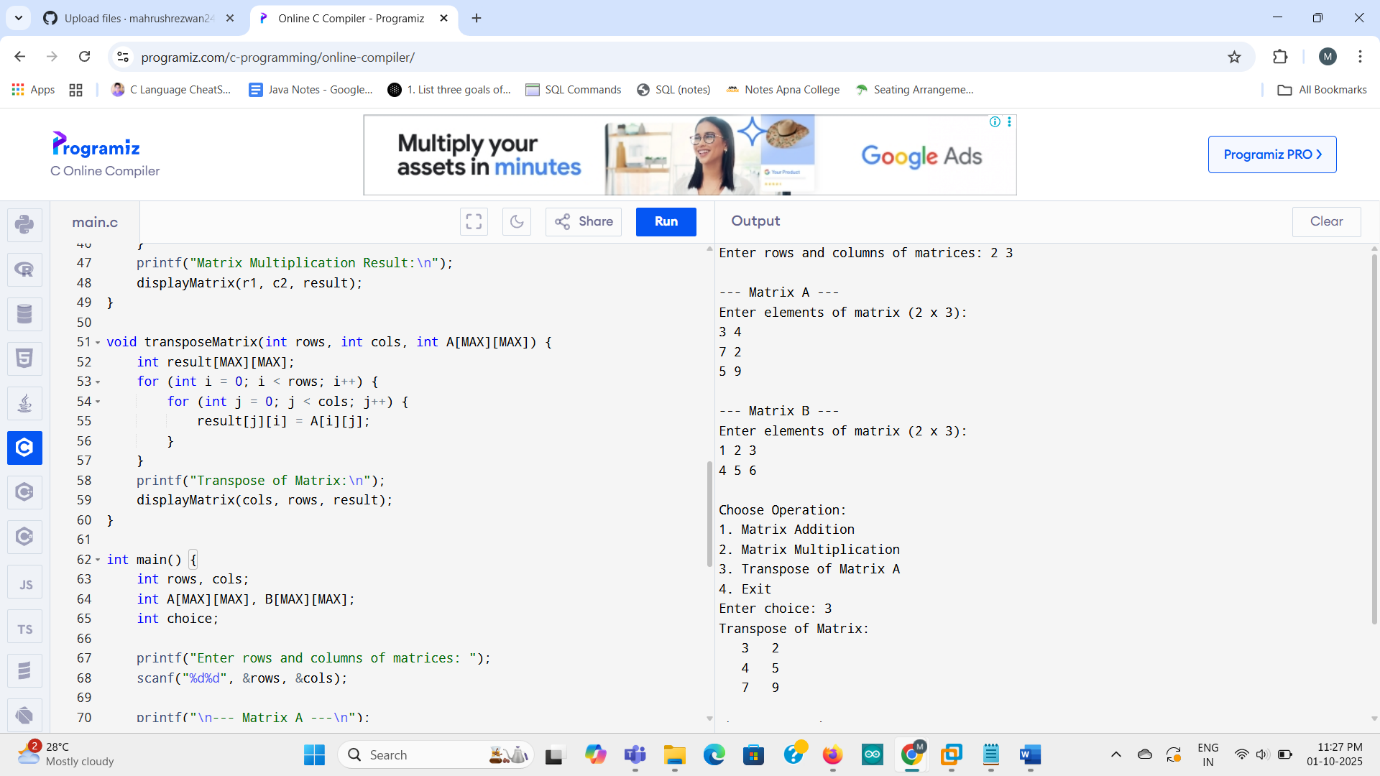 Upload files · mahrushrezwan24
Online C Compiler - Programiz
programiz.com/c-programming/online-compiler/
M
Apps
C Language CheatS...
Java Notes - Google...
1. List three goals of...
SQL Commands
SQL (notes)
Notes Apna College
Seating Arrangeme...
All Bookmarks
Programiz
C Online Compiler
Multiply your
assets in minutes
Your Product
Google Ads
Programiz PRO
main.c
Share
Run
Output
Clear
46 }
47 printf("Matrix Multiplication Result:\n");
48 displayMatrix(r1, c2, result);
49 }
50
51 void transposeMatrix(int rows, int cols, int A[MAX][MAX]) {
52 int result[MAX][MAX];
53 for (int i = 0; i < rows; i++) {
54 for (int j = 0; j < cols; j++) {
55 result[j][i] = A[i][j];
56 }
57 }
58 printf("Transpose of Matrix:\n");
59 displayMatrix(cols, rows, result);
60 }
61
62 int main() {
63 int rows, cols;
64 int A[MAX][MAX], B[MAX][MAX];
65 int choice;
66
67 printf("Enter rows and columns of matrices: ");
68 scanf("%d%d", &rows, &cols);
69
70 printf("\n--- Matrix A ---\n");
JS
TS
Enter rows and columns of matrices: 2 3
--- Matrix A ---
Enter elements of matrix (2 x 3):
3 4
7 2
5 9
--- Matrix B ---
Enter elements of matrix (2 x 3):
1 2 3
4 5 6
Choose Operation:
1. Matrix Addition
2. Matrix Multiplication
3. Transpose of Matrix A
4. Exit
Enter choice: 3
Transpose of Matrix:
3 2
4 5
7 9
2
28°C
Mostly cloudy
Search
M
ENG
IN
11:27 PM
01-10-2025